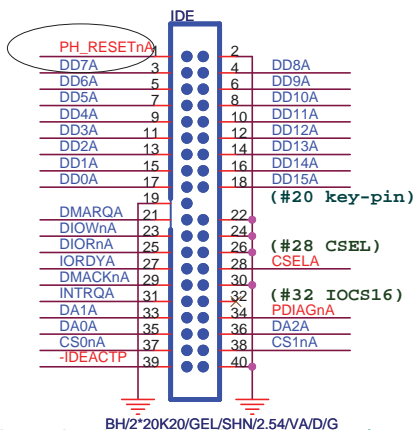 IDE
PH_RESETnA 1 2
DD7A 3 4 DD8A
DD6A 5 6 DD9A
DD5A 7 8 DD10A
DD4A 9 10 DD11A
DD3A 11 12 DD12A
DD2A 13 14 DD13A
DD1A 15 16 DD14A
DD0A 17 18 DD15A
19 (#20 key-pin)
DMARQA 21 22
DIOWnA 23 24
DIORnA 25 26 (#28 CSEL)
IORDYA 27 28 CSELA
DMACKnA 29 30
INTRQA 31 32 (#32 IOCS16)
DA1A 33 34 PDIAGnA
DA0A 35 36 DA2A
CS0nA 37 38 CS1nA
-IDEACTP 39 40
BH/2*20K20/GEL/SHN/2.54/VA/D/G